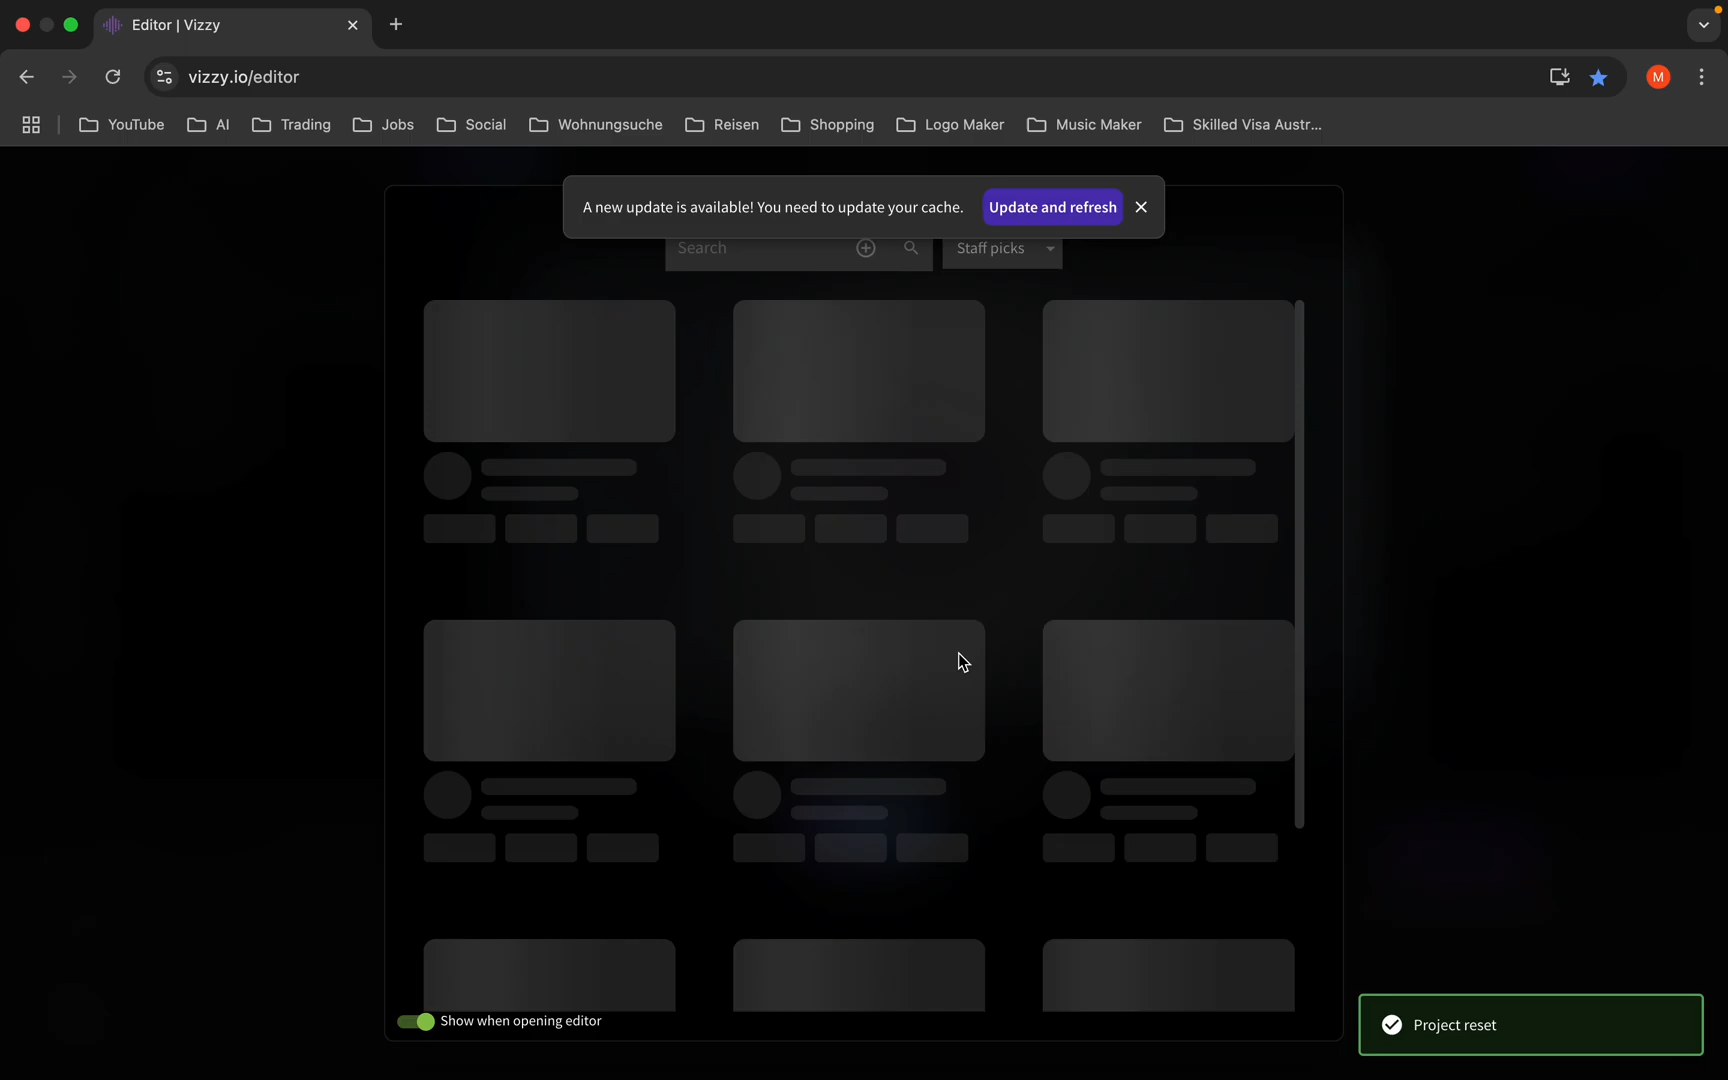 Editor | Vizzy
vizzy.io/editor
M
YouTube
AI
Trading
Jobs
Social
Wohnungsuche
Reisen
Shopping
Logo Maker
Music Maker
Skilled Visa Austr...
A new update is available! You need to update your cache.
Update and refresh
Search
Staff picks
Show when opening editor
Project reset